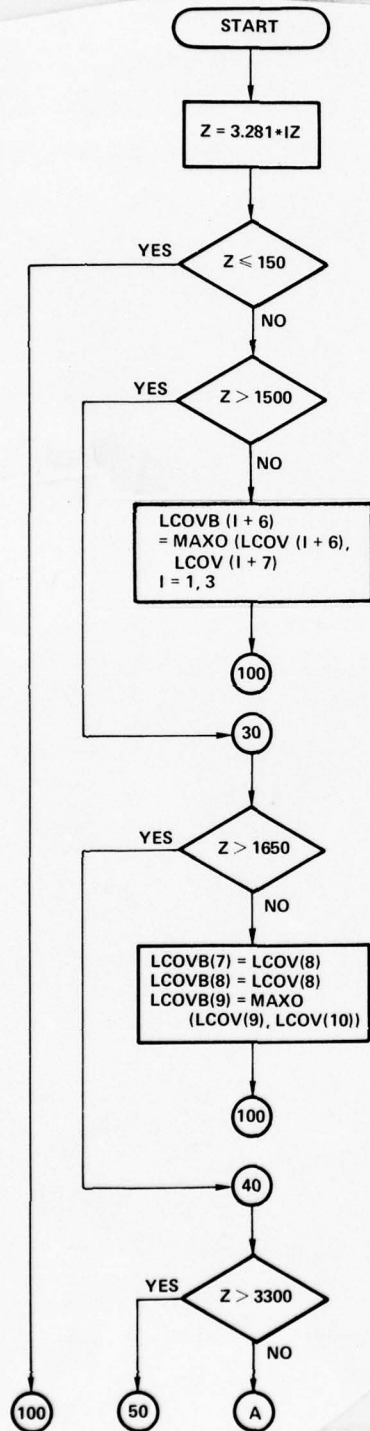 START
Z = 3.281*IZ
YES
Z ≤ 150
NO
YES
Z > 1500
NO
LCOVB (I + 6)
= MAXO (LCOV (I + 6),
LCOV (I + 7)
I = 1, 3
100
30
YES
Z > 1650
NO
LCOVB(7) = LCOV(8)
LCOVB(8) = LCOV(8)
LCOVB(9) = MAXO
(LCOV(9), LCOV(10))
100
40
YES
Z > 3300
NO
100
50
A